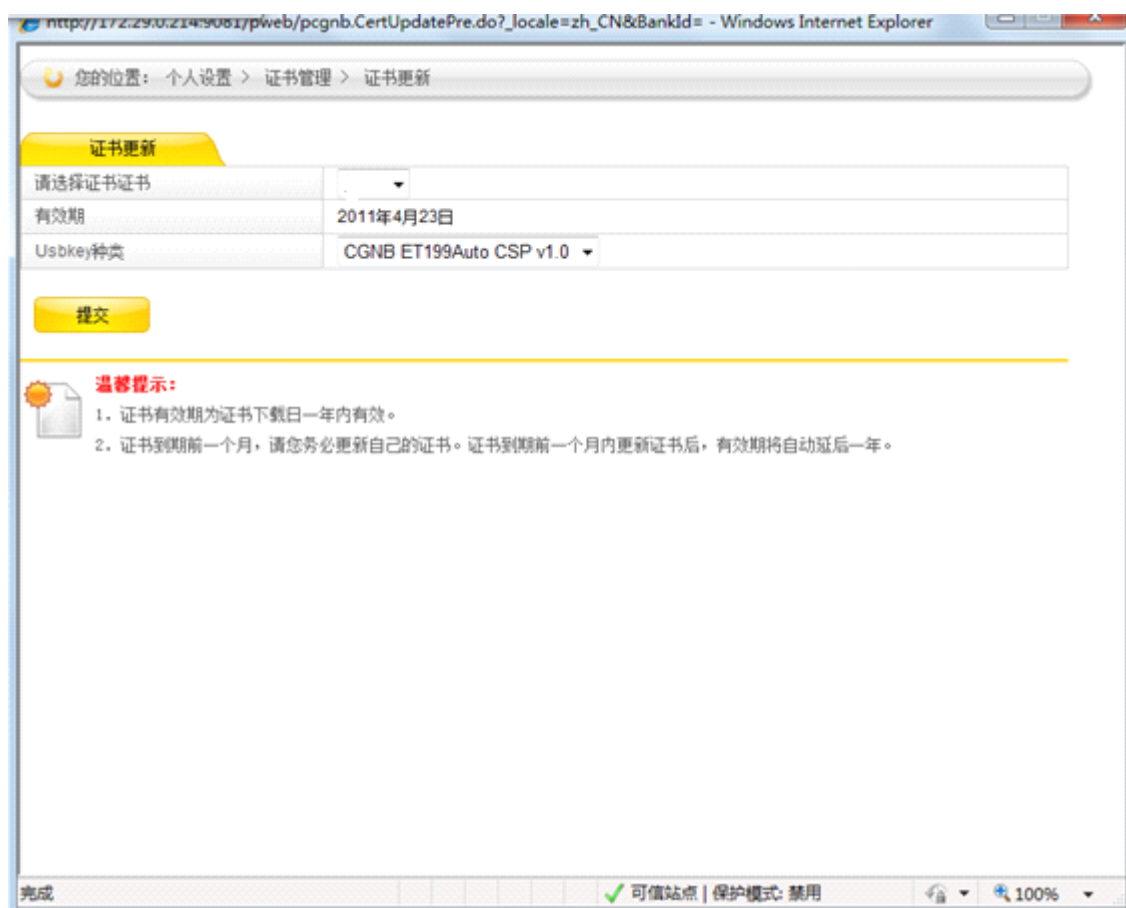 http://172.29.0.214:9081/pweb/pcgnb.CertUpdatePre.do?_locale=zh_CN&BankId= - Windows Internet Explorer
您的位置: 个人设置 > 证书管理 > 证书更新
证书更新
请选择证书证书
有效期 2011年4月23日
Usbkey种类 CGNB ET199Auto CSP v1.0
提交
温馨提示:
1. 证书有效期为证书下载日一年内有效。
2. 证书到期前一个月,请您务必更新自己的证书。证书到期前一个月内更新证书后,有效期将自动延后一年。
完成 可信站点 | 保护模式: 禁用 100%